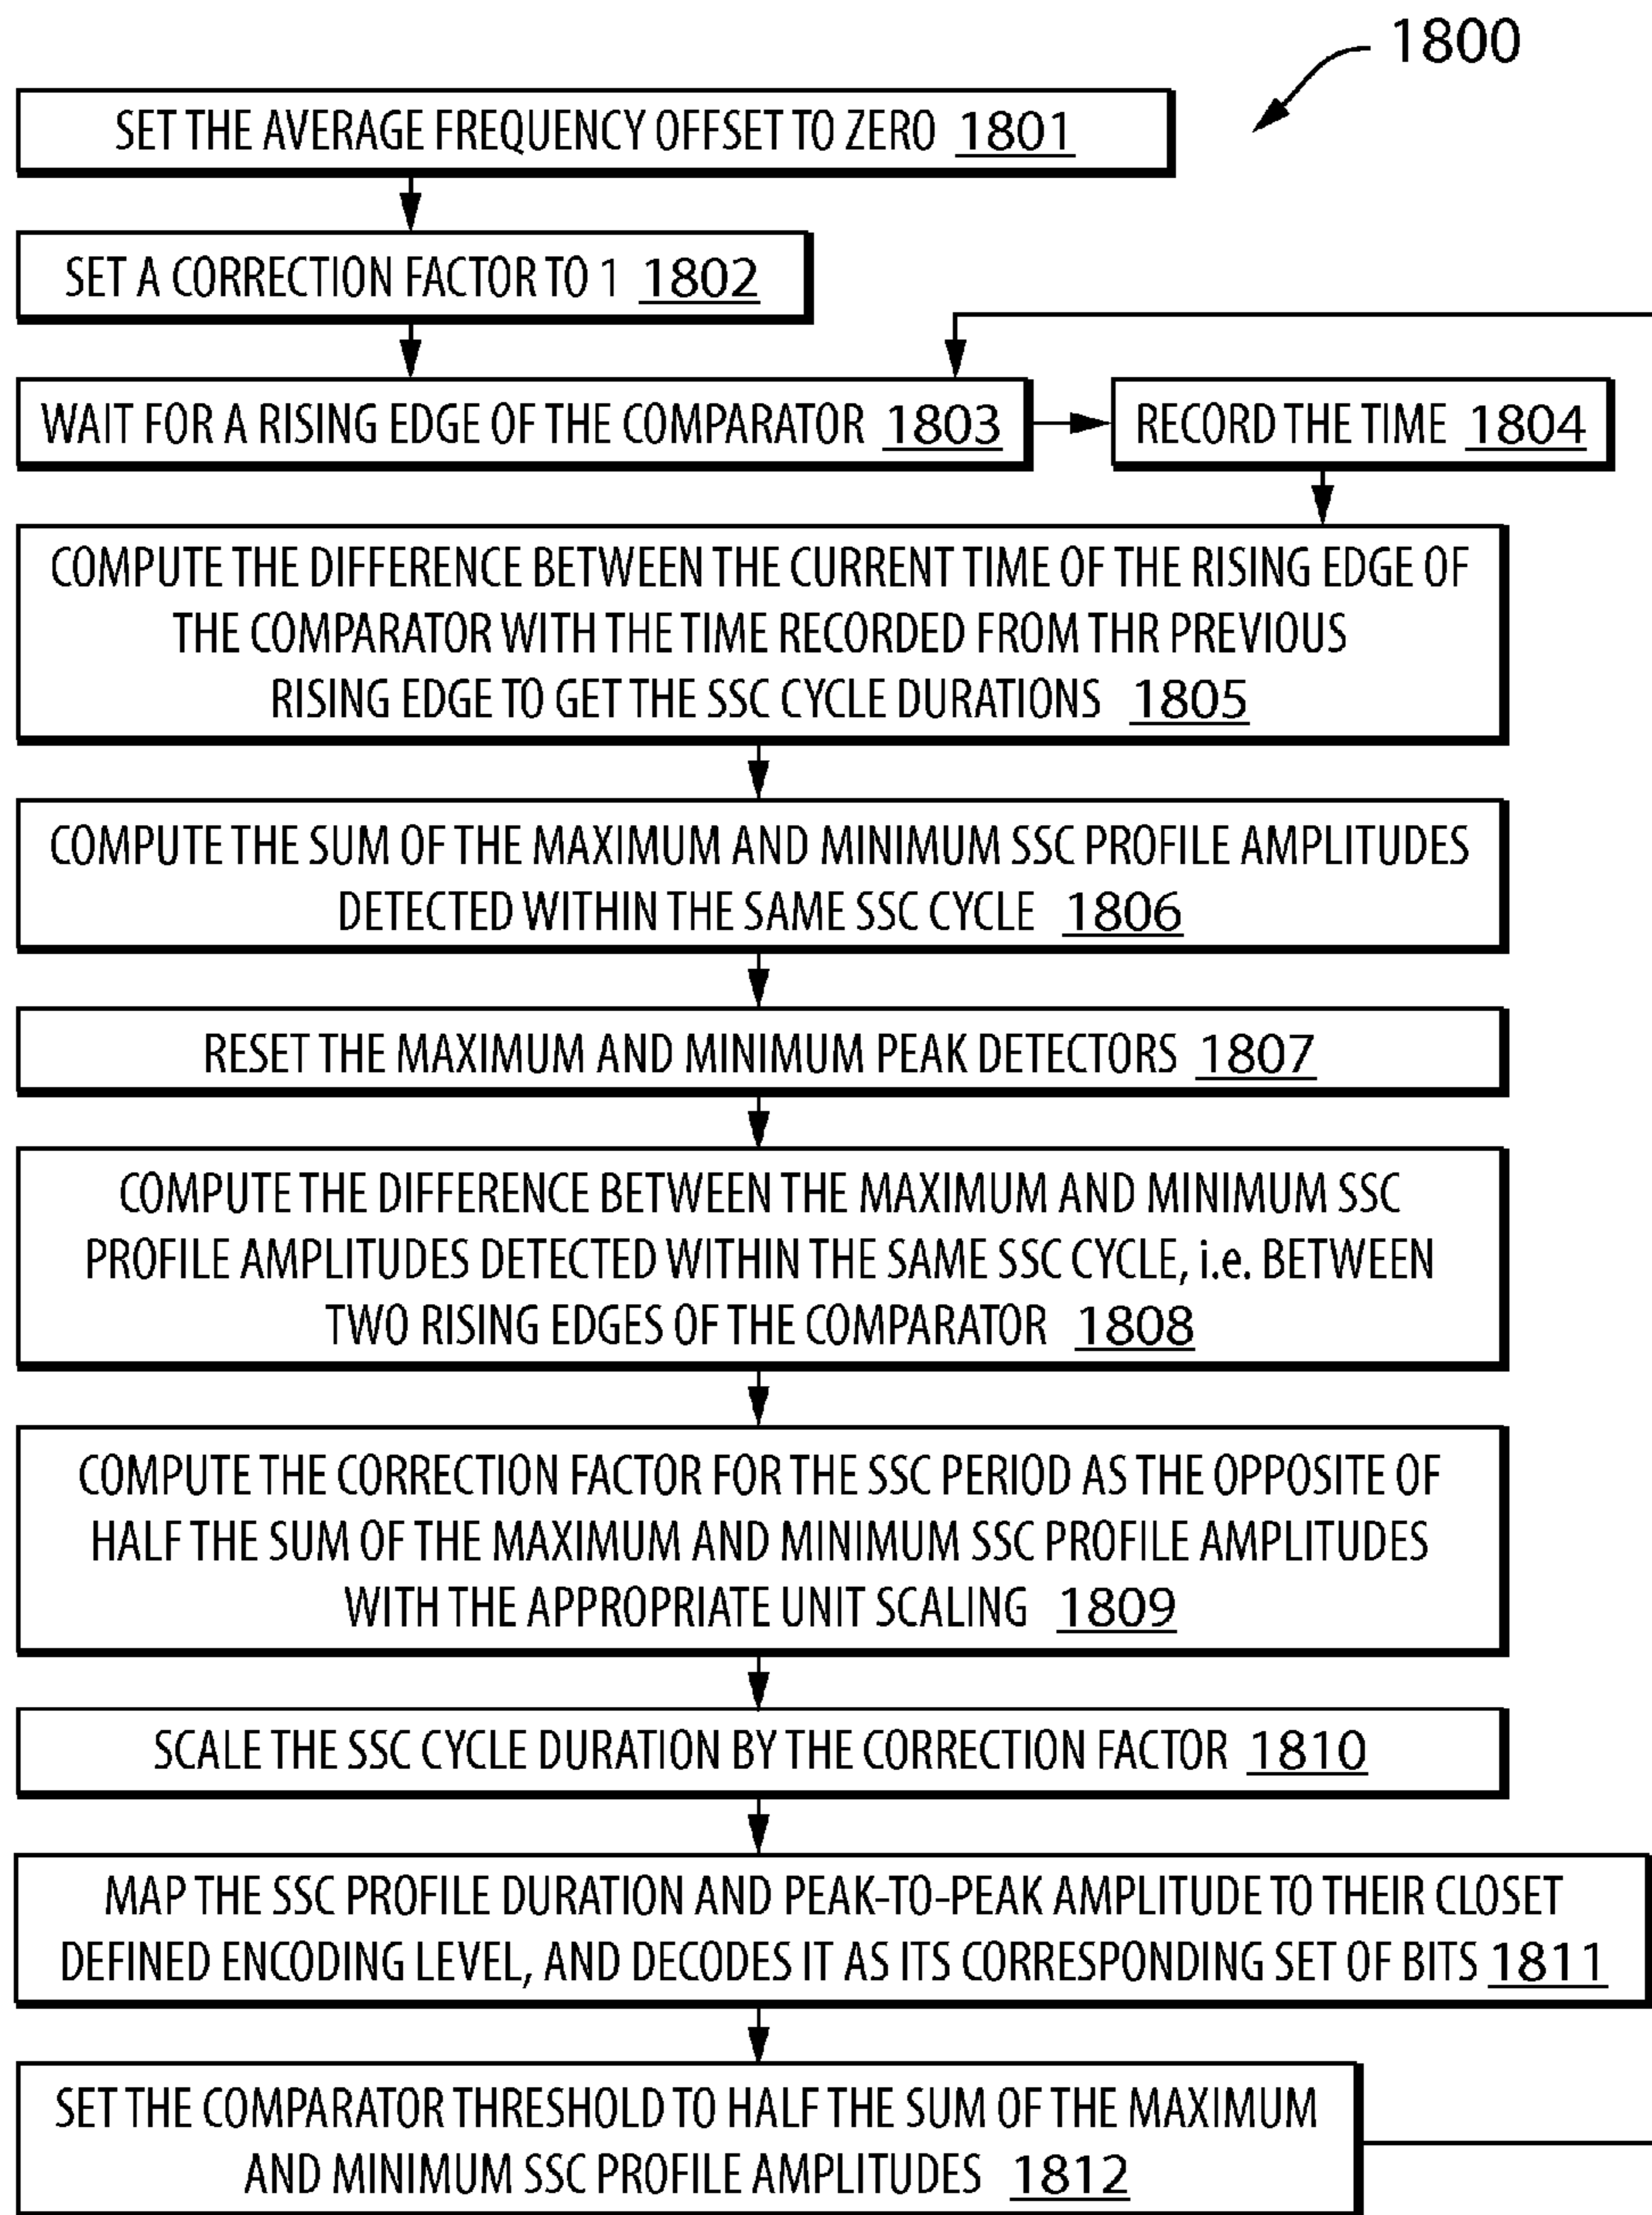 1800
SET THE AVERAGE FREQUENCY OFFSET TO ZERO 1801
SET A CORRECTION FACTOR TO 1 1802
WAIT FOR A RISING EDGE OF THE COMPARATOR 1803
RECORD THE TIME 1804
COMPUTE THE DIFFERENCE BETWEEN THE CURRENT TIME OF THE RISING EDGE OF
THE COMPARATOR WITH THE TIME RECORDED FROM THR PREVIOUS
RISING EDGE TO GET THE SSC CYCLE DURATIONS 1805
COMPUTE THE SUM OF THE MAXIMUM AND MINIMUM SSC PROFILE AMPLITUDES
DETECTED WITHIN THE SAME SSC CYCLE 1806
RESET THE MAXIMUM AND MINIMUM PEAK DETECTORS 1807
COMPUTE THE DIFFERENCE BETWEEN THE MAXIMUM AND MINIMUM SSC
PROFILE AMPLITUDES DETECTED WITHIN THE SAME SSC CYCLE, i.e. BETWEEN
TWO RISING EDGES OF THE COMPARATOR 1808
COMPUTE THE CORRECTION FACTOR FOR THE SSC PERIOD AS THE OPPOSITE OF
HALF THE SUM OF THE MAXIMUM AND MINIMUM SSC PROFILE AMPLITUDES
WITH THE APPROPRIATE UNIT SCALING 1809
SCALE THE SSC CYCLE DURATION BY THE CORRECTION FACTOR 1810
MAP THE SSC PROFILE DURATION AND PEAK-TO-PEAK AMPLITUDE TO THEIR CLOSET
DEFINED ENCODING LEVEL, AND DECODES IT AS ITS CORRESPONDING SET OF BITS 1811
SET THE COMPARATOR THRESHOLD TO HALF THE SUM OF THE MAXIMUM
AND MINIMUM SSC PROFILE AMPLITUDES 1812